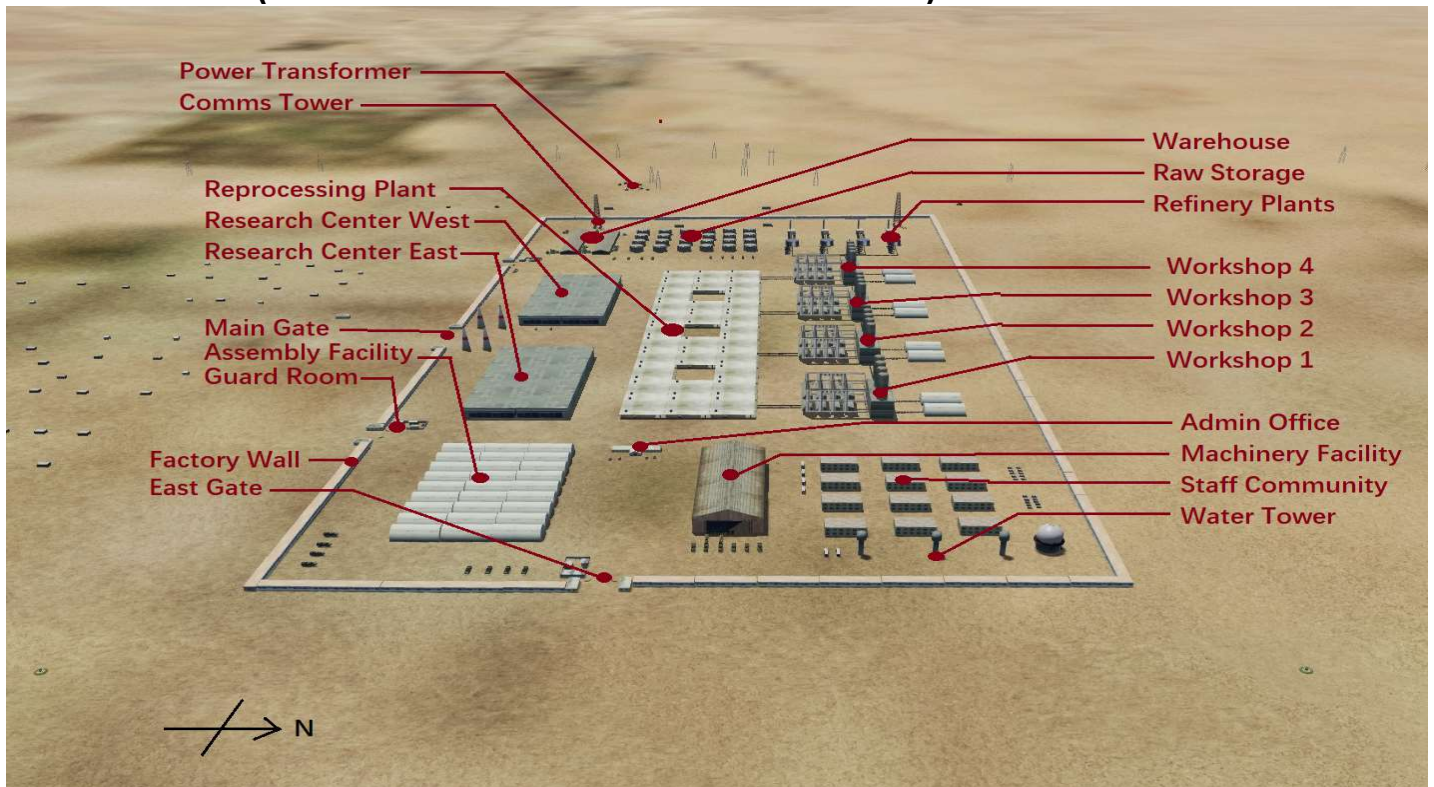 Power Transformer
Comms Tower
Reprocessing Plant
Research Center West
Research Center East
Main Gate
Assembly Facility
Guard Room
Factory Wall
East Gate
Warehouse
Raw Storage
Refinery Plants
Workshop 4
Workshop 3
Workshop 2
Workshop 1
Admin Office
Machinery Facility
Staff Community
Water Tower
N